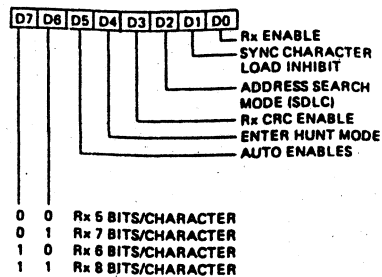 D7 D6 D5 D4 D3 D2 D1 D0
Rx ENABLE
SYNC CHARACTER
LOAD INHIBIT
ADDRESS SEARCH
MODE (SDLC)
Rx CRC ENABLE
ENTER HUNT MODE
AUTO ENABLES
0 0 Rx 5 BITS/CHARACTER
0 1 Rx 7 BITS/CHARACTER
1 0 Rx 6 BITS/CHARACTER
1 1 Rx 8 BITS/CHARACTER